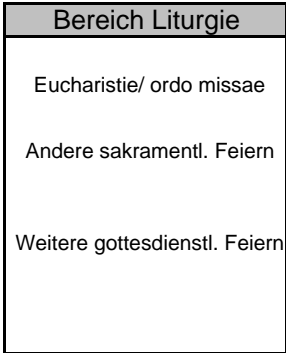 Bereich Liturgie
Eucharistie/ ordo missae
Andere sakramentl. Feiern
Weitere gottesdienstl. Feiern